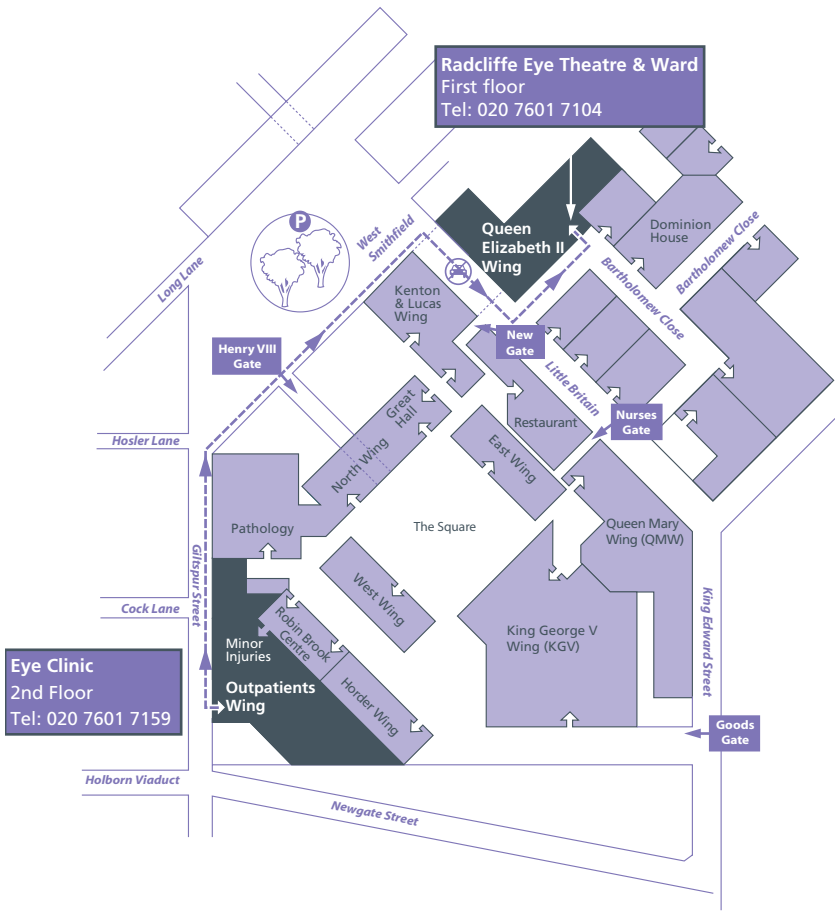 Radcliffe Eye Theatre & Ward
First floor
Tel: 020 7601 7104
P
West
Smithfield
Queen
Elizabeth II
Wing
Dominion
House
Bartholomew Close
Bartholomew Close
Long Lane
Kenton
& Lucas
Wing
Henry VIII
Gate
New
Gate
Little Britain
Great
Hall
Restaurant
Nurses
Gate
Hosler Lane
North Wing
East Wing
Pathology
The Square
Queen Mary
Wing (QMW)
Giltspur Street
West Wing
Cock Lane
Robin Brook
Centre
King George V
Wing (KGV)
King Edward Street
Minor
Injuries
Eye Clinic
2nd Floor
Tel: 020 7601 7159
Outpatients
Wing
Horder Wing
Goods
Gate
Holborn Viaduct
Newgate Street